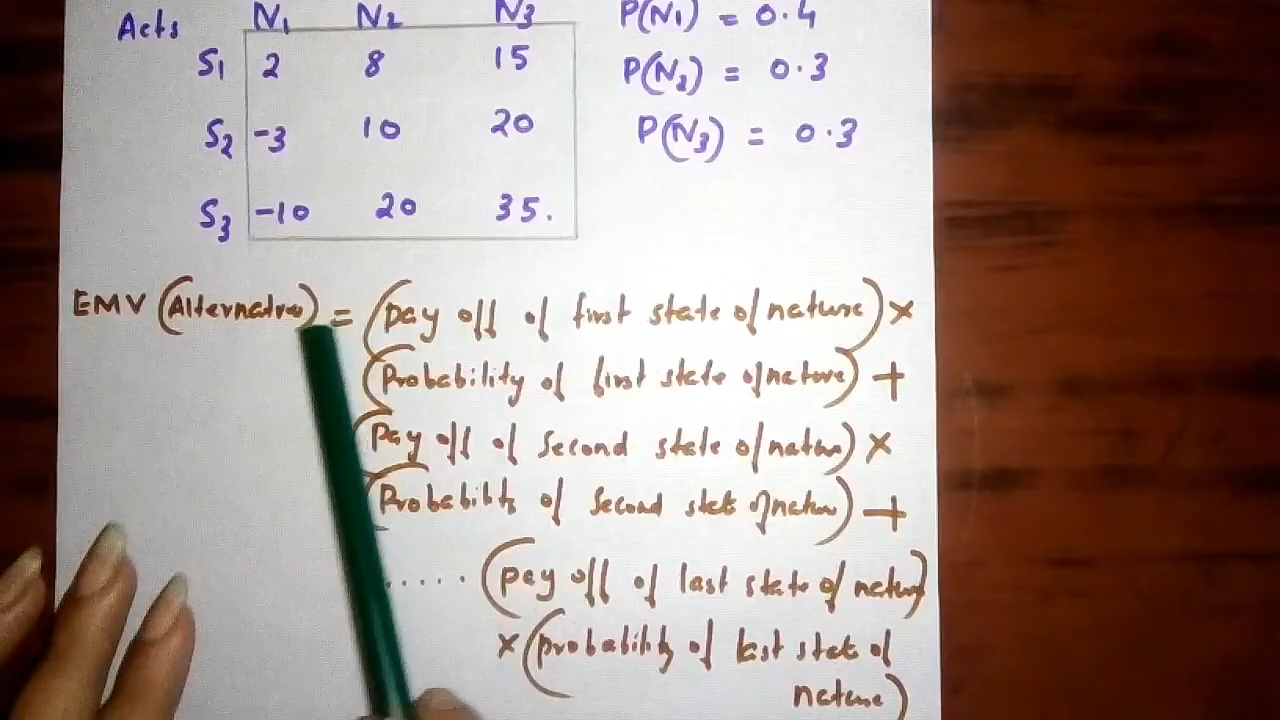 Acts N1 N2 N3 P(N1) = 0.4
S1 2 8 15 P(N2) = 0.3
S2 -3 10 20 P(N3) = 0.3
S3 -10 20 35.
EMV (Alternatives) = (Pay off of first state of nature) ×
(Probability of first state of nature) +
(Pay off of Second state of nature) ×
(Probability of Second state of nature) +
..... (pay off of last state of nature)
× (probability of last state of
nature)